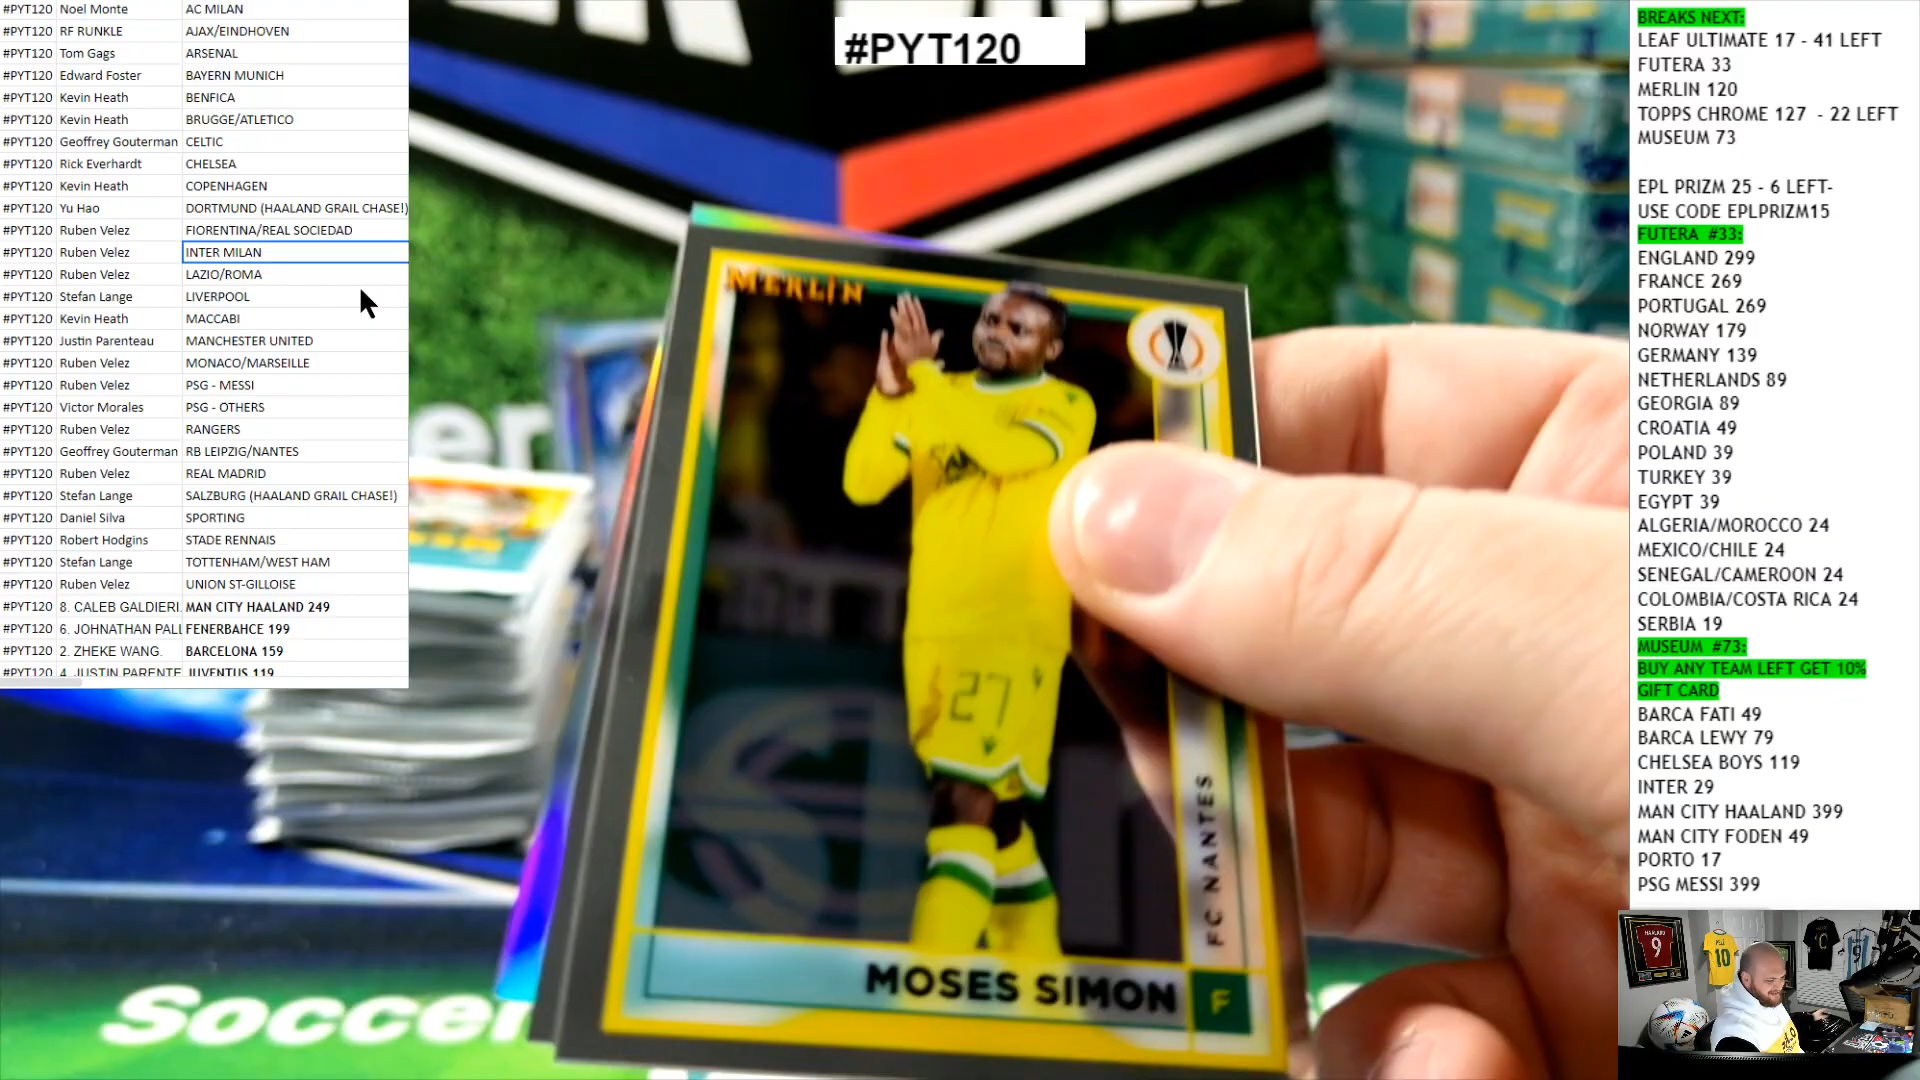 #PYT120 Noel Monte AC MILAN
#PYT120 RF RUNKLE AJAX/EINDHOVEN
#PYT120 Tom Gags ARSENAL
#PYT120 Edward Foster BAYERN MUNICH
#PYT120 Kevin Heath BENFICA
#PYT120 Kevin Heath BRUGGE/ATLETICO
#PYT120 Geoffrey Gouterman CELTIC
#PYT120 Rick Everhardt CHELSEA
#PYT120 Kevin Heath COPENHAGEN
#PYT120 Yu Hao DORTMUND (HAALAND GRAIL CHASE!)
#PYT120 Ruben Velez FIORENTINA/REAL SOCIEDAD
#PYT120 Ruben Velez INTER MILAN
#PYT120 Ruben Velez LAZIO/ROMA
#PYT120 Stefan Lange LIVERPOOL
#PYT120 Kevin Heath MACCABI
#PYT120 Justin Parenteau MANCHESTER UNITED
#PYT120 Ruben Velez MONACO/MARSEILLE
#PYT120 Ruben Velez PSG - MESSI
#PYT120 Victor Morales PSG - OTHERS
#PYT120 Ruben Velez RANGERS
#PYT120 Geoffrey Gouterman RB LEIPZIG/NANTES
#PYT120 Ruben Velez REAL MADRID
#PYT120 Stefan Lange SALZBURG (HAALAND GRAIL CHASE!)
#PYT120 Daniel Silva SPORTING
#PYT120 Robert Hodgins STADE RENNAIS
#PYT120 Stefan Lange TOTTENHAM/WEST HAM
#PYT120 Ruben Velez UNION ST-GILLOISE
#PYT120 8. CALEB GALDIERI. MAN CITY HAALAND 249
#PYT120 6. JOHNATHAN PALL FENERBAHCE 199
#PYT120 2. ZHEKE WANG. BARCELONA 159
#PYT120 4. JUSTIN PARENTE JUVENTUS 119
#PYT120
MERLIN
27
FC NANTES
MOSES SIMON
F
Soccer
BREAKS NEXT:
LEAF ULTIMATE 17 - 41 LEFT
FUTERA 33
MERLIN 120
TOPPS CHROME 127 - 22 LEFT
MUSEUM 73
EPL PRIZM 25 - 6 LEFT-
USE CODE EPLPRIZM15
FUTERA #33:
ENGLAND 299
FRANCE 269
PORTUGAL 269
NORWAY 179
GERMANY 139
NETHERLANDS 89
GEORGIA 89
CROATIA 49
POLAND 39
TURKEY 39
EGYPT 39
ALGERIA/MOROCCO 24
MEXICO/CHILE 24
SENEGAL/CAMEROON 24
COLOMBIA/COSTA RICA 24
SERBIA 19
MUSEUM #73:
BUY ANY TEAM LEFT GET 10%
GIFT CARD
BARCA FATI 49
BARCA LEWY 79
CHELSEA BOYS 119
INTER 29
MAN CITY HAALAND 399
MAN CITY FODEN 49
PORTO 17
PSG MESSI 399
HAALAND
9
10